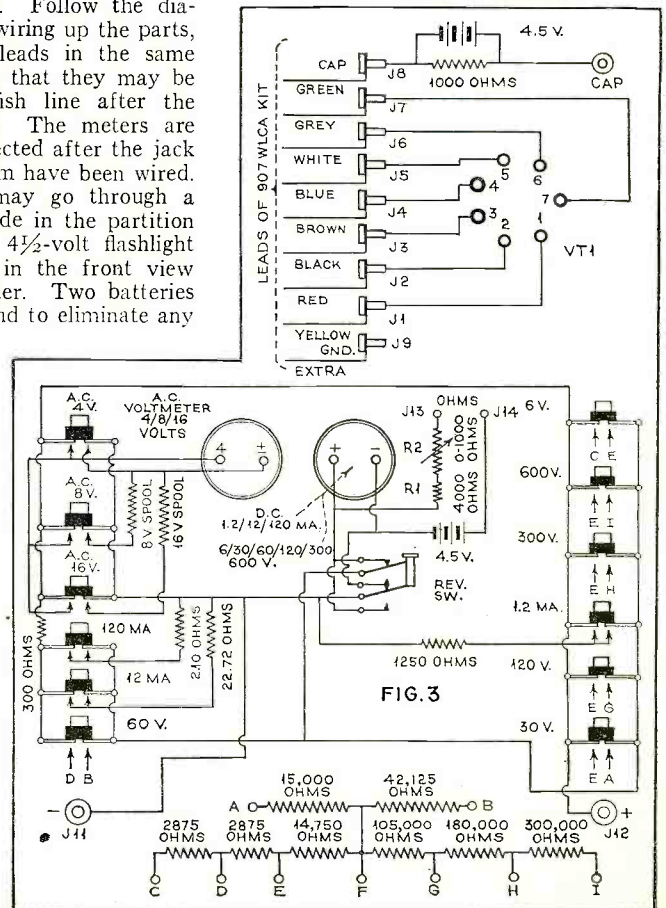 . Follow the dia-
wiring up the parts,
leads in the same
that they may be
ish line after the
The meters are
ected after the jack
m have been wired.
may go through a
de in the partition
4½-volt flashlight
in the front view
er. Two batteries
nd to eliminate any
LEADS OF 907 WLCA KIT
CAP
J8
4.5 V.
1000 OHMS
CAP
GREEN
J7
GREY
J6
WHITE
J5
BLUE
J4
BROWN
J3
BLACK
J2
RED
J1
YELLOW
GND.
J9
EXTRA
5
6
4
7
3
2
1
VT1
A.C.
4 V.
A.C.
VOLTMETER
4/8/16
VOLTS
4
±
+
-
OHMS
J13
J14
R2
R1
0-1000
4000 OHMS
OHMS
6 V.
C E
A.C.
8 V.
8 V SPOOL
16 V SPOOL
D.C.
1.2/12/120 MA.
6/30/60/120/300
600 V.
4.5 V.
600 V.
E I
A.C.
16 V.
REV.
SW.
300 V.
E H
300 OHMS
120 MA
2.10 OHMS
22.72 OHMS
1.2 MA.
12 MA
1250 OHMS
120 V.
E G
FIG. 3
60 V.
D B
30 V.
E A
-
J11
15,000
OHMS
42,125
OHMS
A
B
+
J12
2875
OHMS
2875
OHMS
14,750
OHMS
105,000
OHMS
180,000
OHMS
300,000
OHMS
C
D
E
F
G
H
I